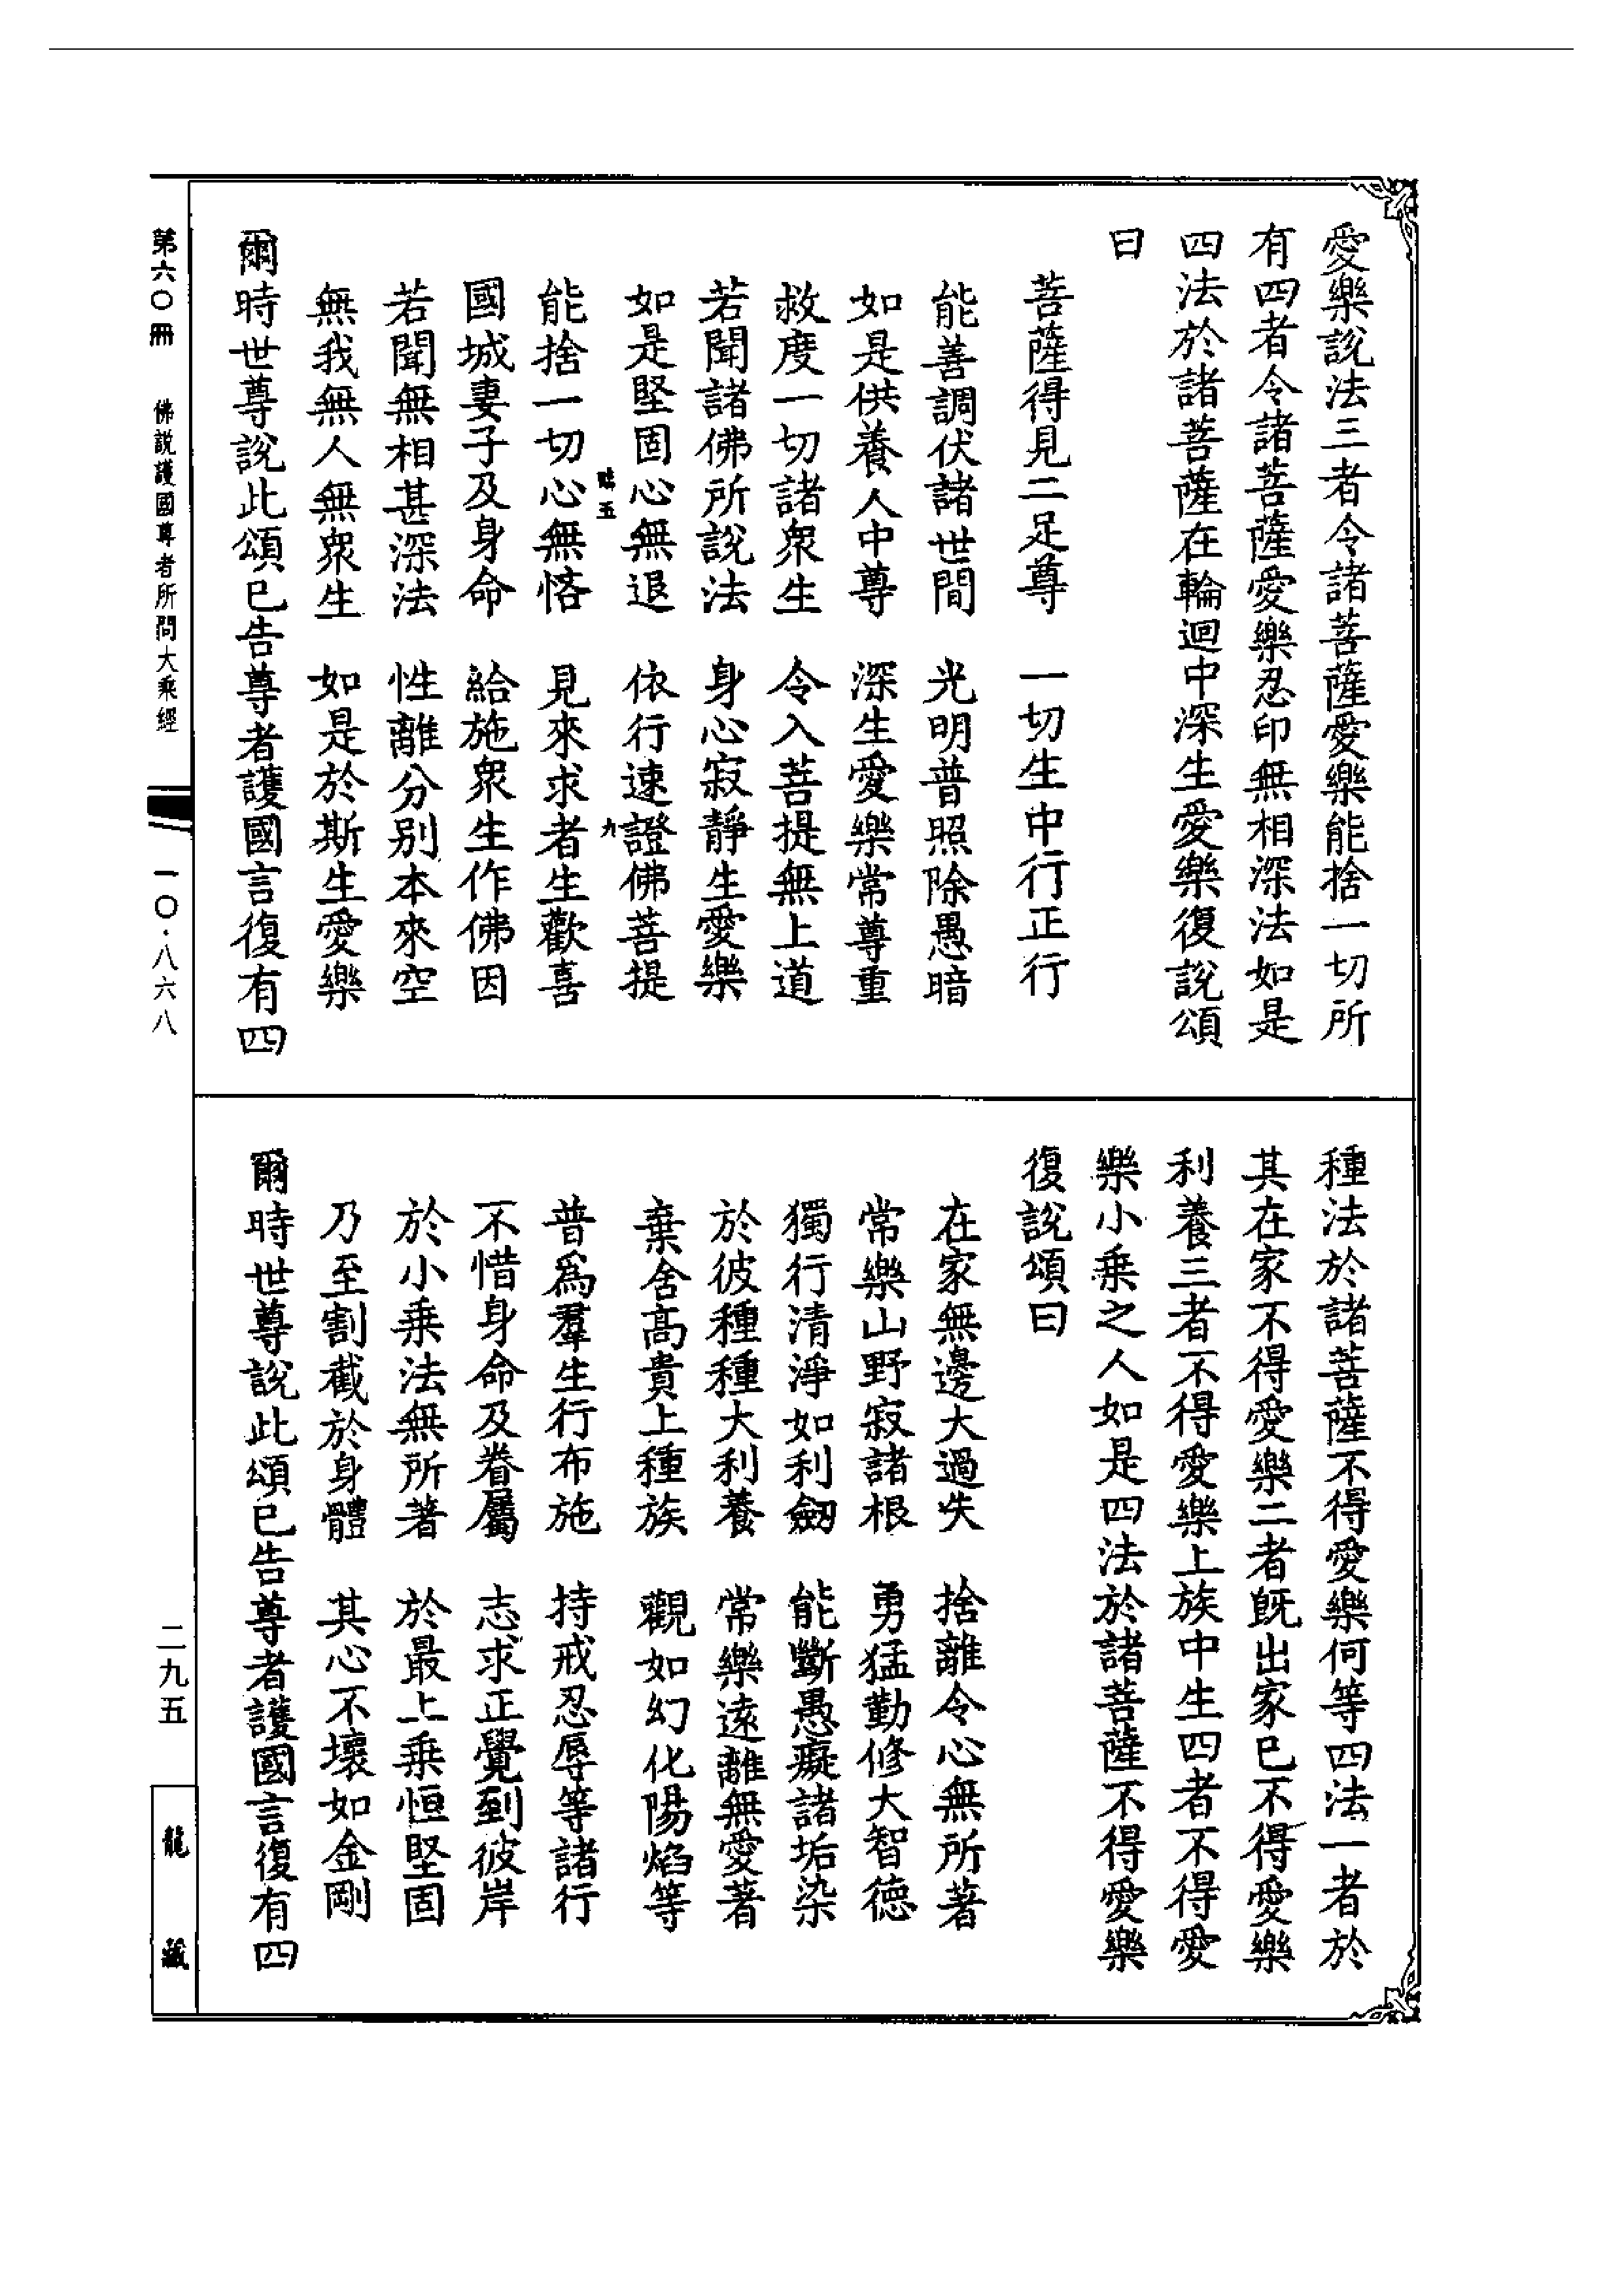 愛樂說法三者令諸菩薩愛樂能捨一切所
有四者令諸菩薩愛樂忍印無相深法如是
四法於諸菩薩在輪迴中深生愛樂復說頌
曰
菩薩得見二足尊　一切生中行正行
能善調伏諸世間　光明普照除愚暗
如是供養人中尊　深生愛樂常尊重
救度一切諸衆生　令入菩提無上道
若聞諸佛所說法　身心寂靜生愛樂
如是堅固心無退　依行速證佛菩提
五　九
能捨一切心無悋　見來求者生歡喜
國城妻子及身命　給施衆生作佛因
若聞無相甚深法　性離分別本來空
無我無人無衆生　如是於斯生愛樂
爾時世尊說此頌已告尊者護國言復有四
種法於諸菩薩不得愛樂何等四法一者於
其在家不得愛樂二者旣出家已不得愛樂
利養三者不得愛樂上族中生四者不得愛
樂小乗之人如是四法於諸菩薩不得愛樂
復說頌曰
在家無邊大過失　捨離令心無所著
常樂山野寂諸根　勇猛勤修大智德
獨行清淨如利劒　能斷愚癡諸垢染
於彼種種大利養　常樂遠離無愛著
棄舍高貴上種族　觀如幻化陽焰等
普爲羣生行布施　持戒忍辱等諸行
不惜身命及眷屬　志求正覺到彼岸
於小乗法無所著　於最上乗恒堅固
乃至割截於身體　其心不壞如金剛
爾時世尊說此頌已告尊者護國言復有四
第六〇冊　佛説護國尊者所問大乘經　一〇・八六八　二九五
龍藏